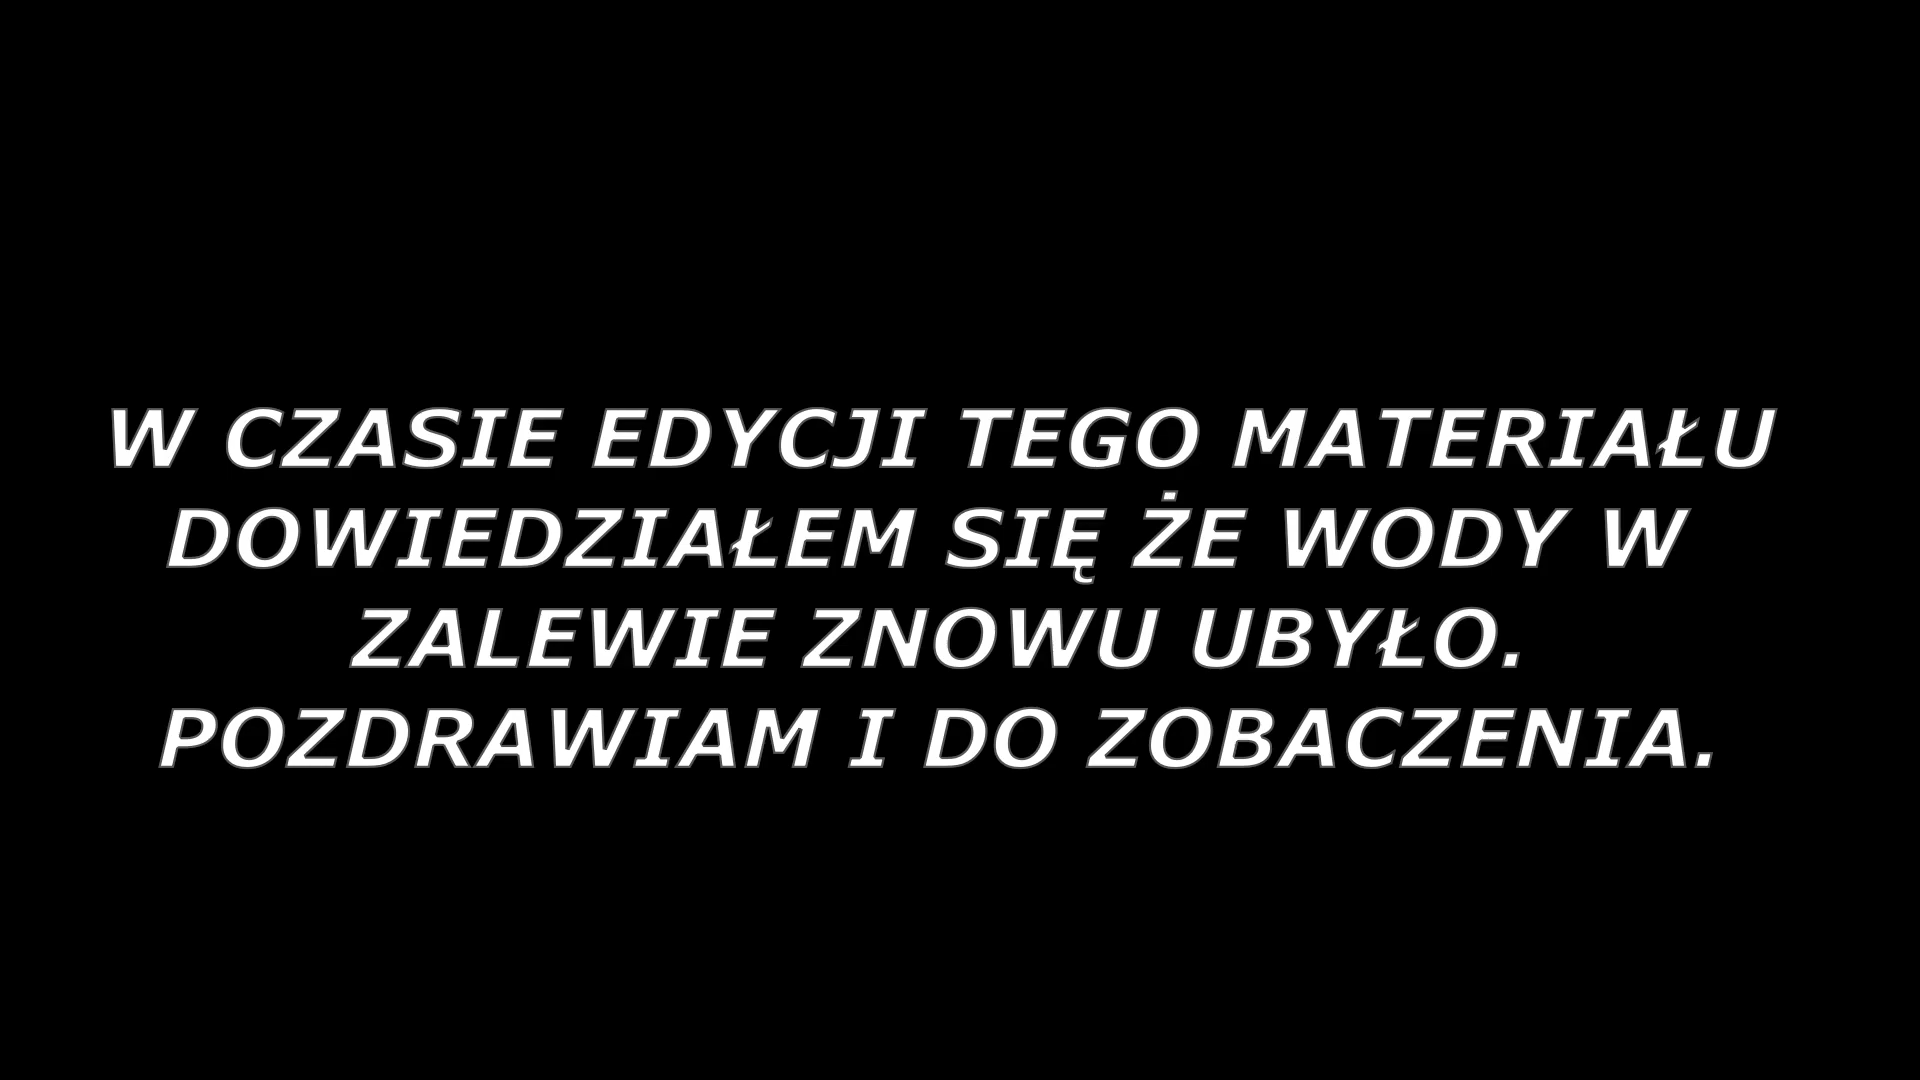 W CZASIE EDYCJI TEGO MATERIAŁU
DOWIEDZIAŁEM SIĘ ŻE WODY W
ZALEWIE ZNOWU UBYŁO.
POZDRAWIAM I DO ZOBACZENIA.